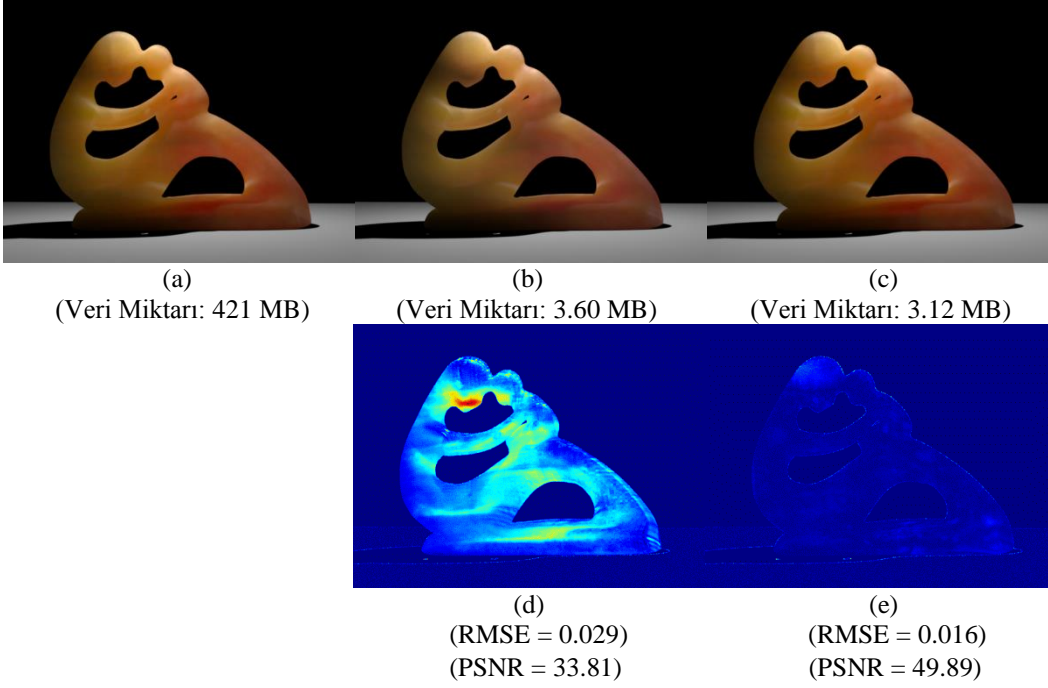 (a)
(Veri Miktarı: 421 MB)
(b)
(Veri Miktarı: 3.60 MB)
(c)
(Veri Miktarı: 3.12 MB)
(d)
(RMSE = 0.029)
(PSNR = 33.81)
(e)
(RMSE = 0.016)
(PSNR = 49.89)